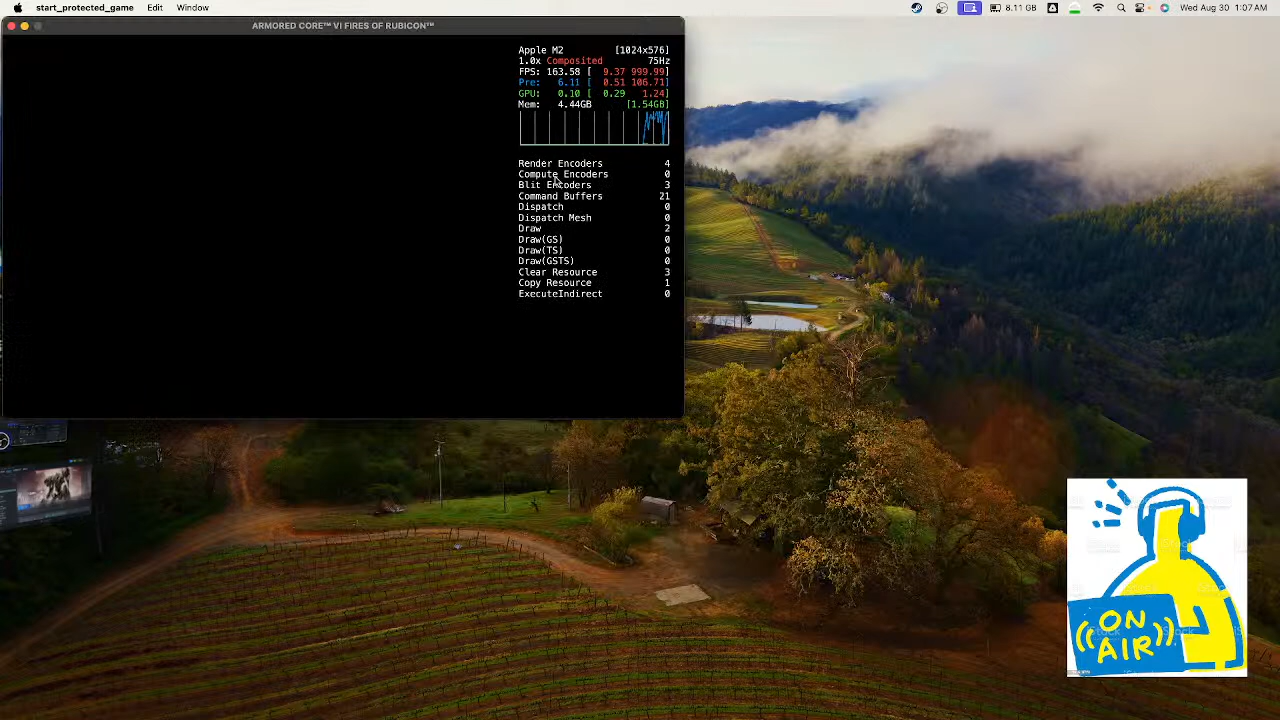 start_protected_game Edit Window 8.11 GB Wed Aug 30 1:07 AM
ARMORED CORE™ VI FIRES OF RUBICON™
Apple M2 [1024x576]
1.0x Composited 75Hz
FPS: 163.58 [ 9.37 999.99]
Pre: 6.11 [ 0.51 106.71]
GPU: 0.10 [ 0.29 1.24]
Mem: 4.44GB [1.54GB]
Render Encoders 4
Compute Encoders 0
Blit Encoders 3
Command Buffers 21
Dispatch 0
Dispatch Mesh 0
Draw 2
Draw(GS) 0
Draw(TS) 0
Draw(GSTS) 0
Clear Resource 3
Copy Resource 1
ExecuteIndirect 0
ON
AIR